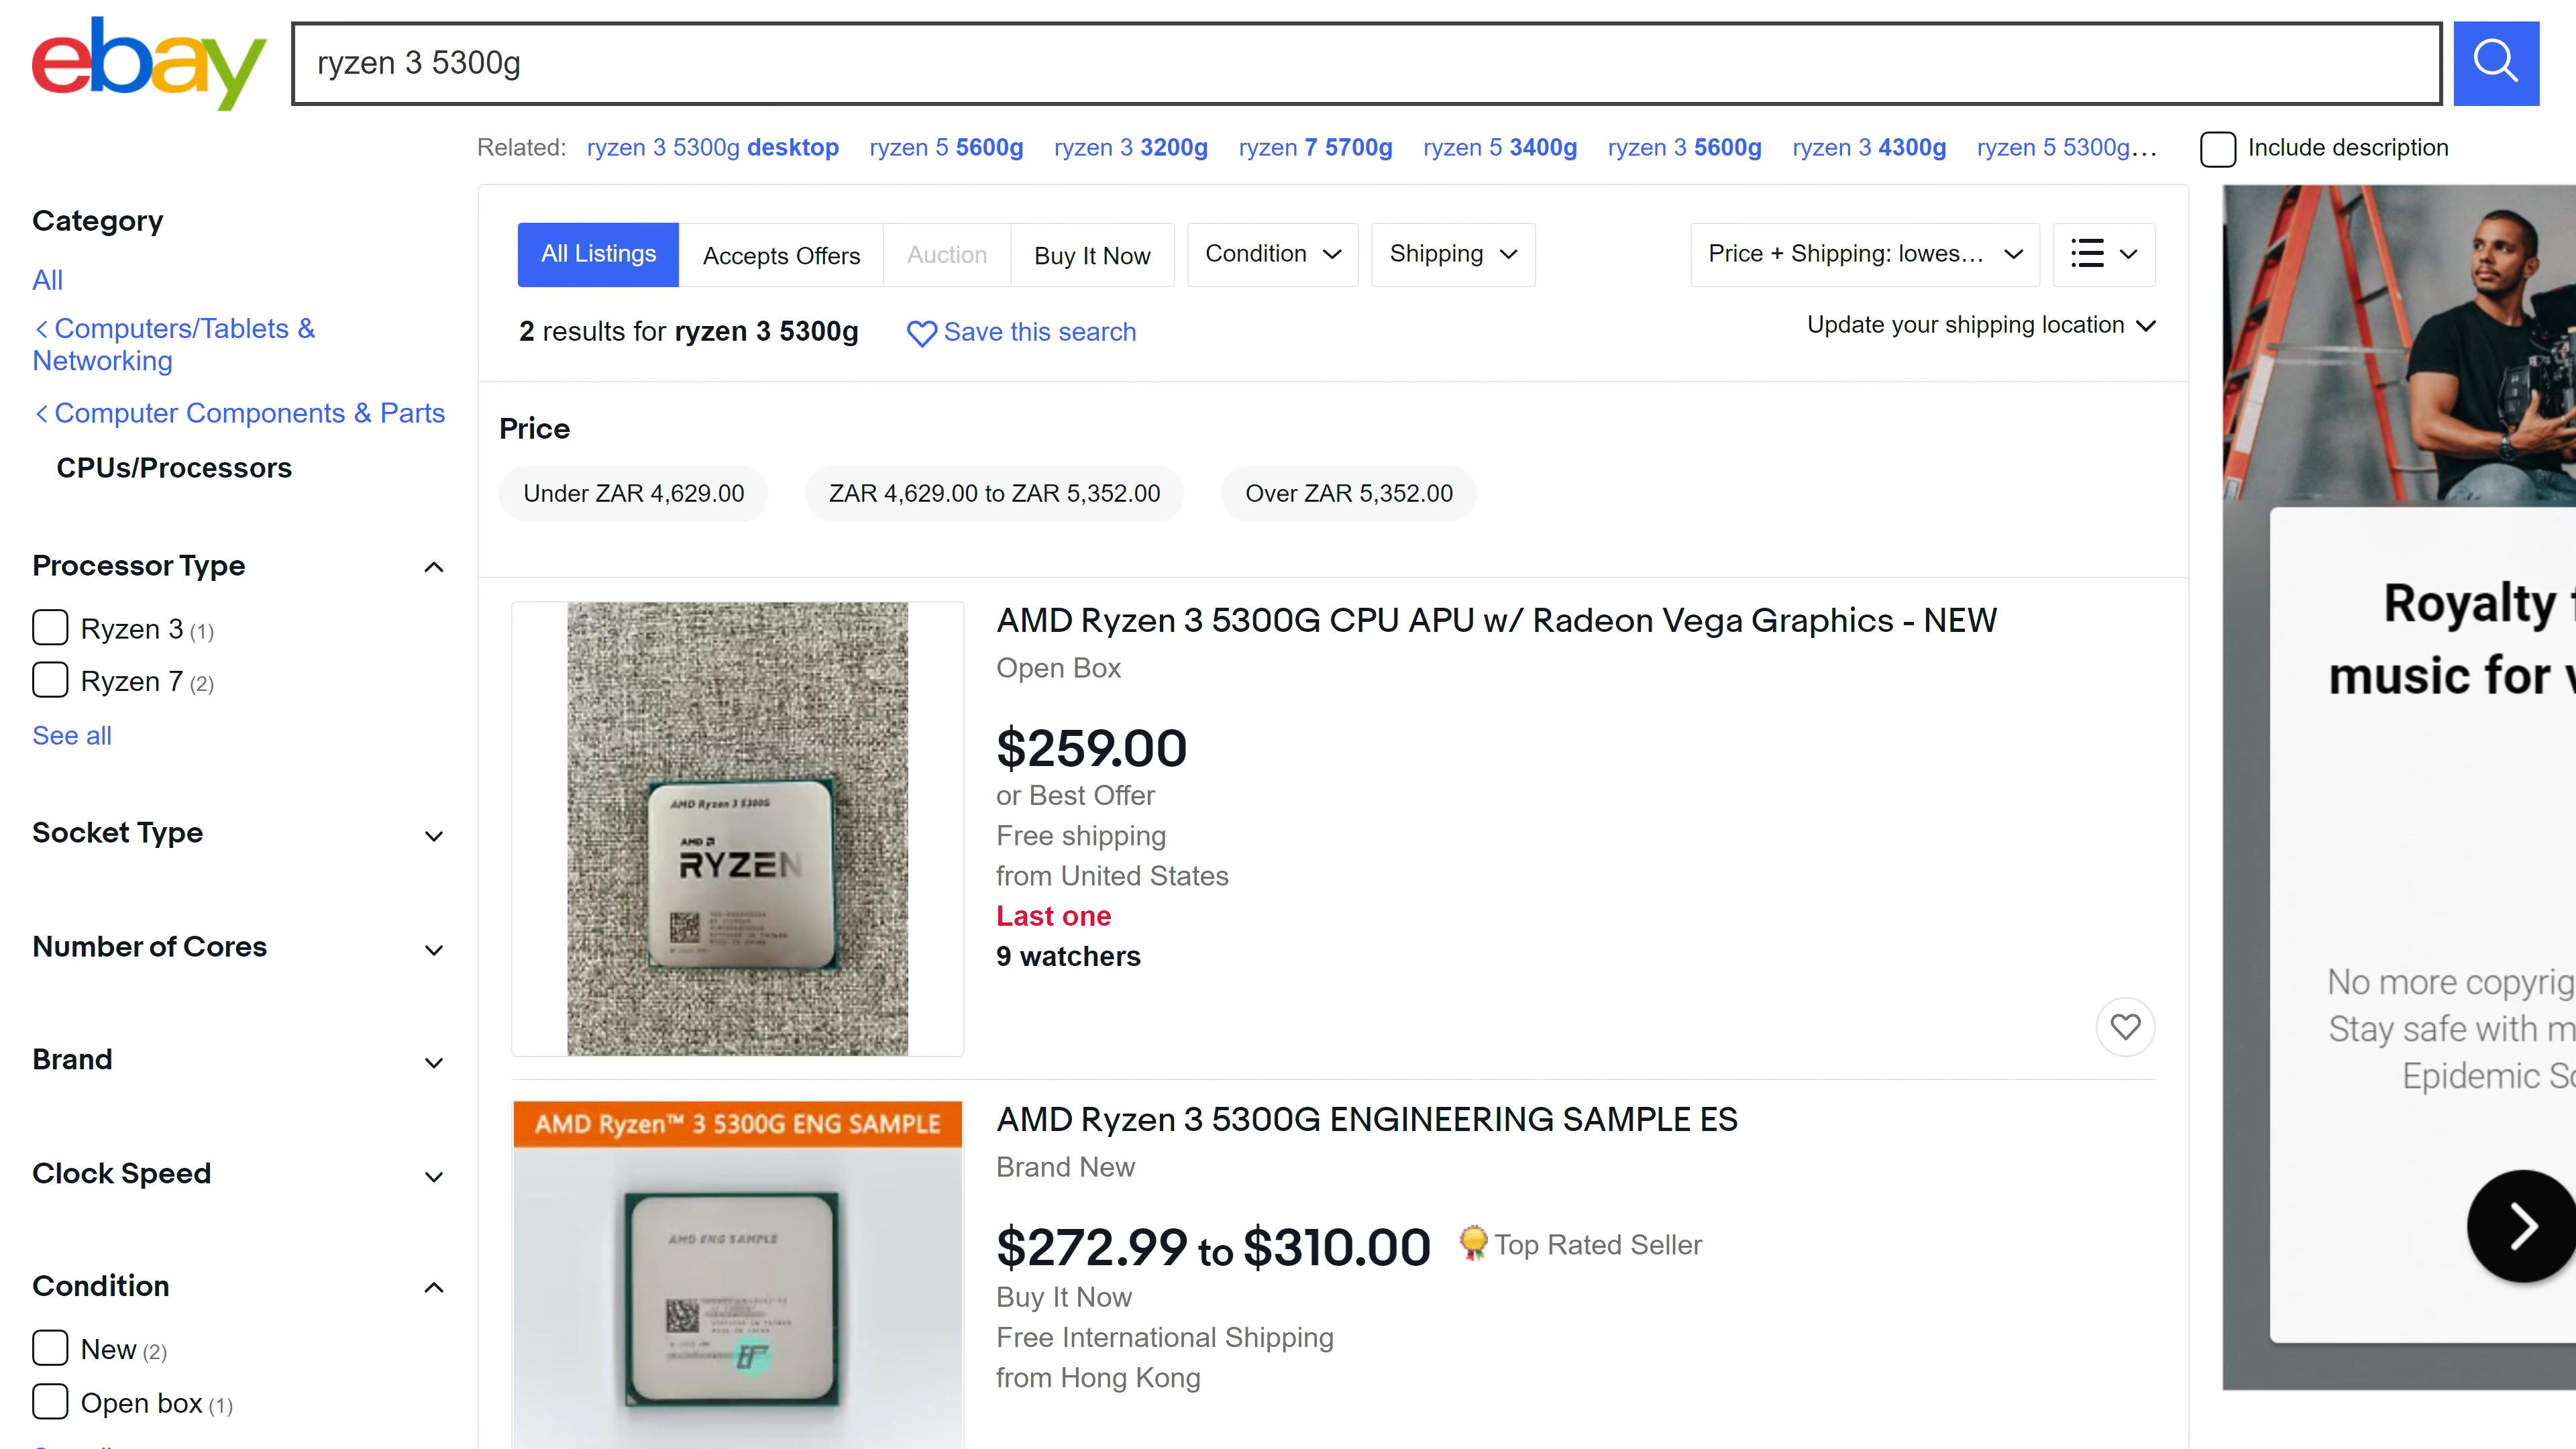 ebay
ryzen 3 5300g
Related: ryzen 3 5300g desktop ryzen 5 5600g ryzen 3 3200g ryzen 7 5700g ryzen 5 3400g ryzen 3 5600g ryzen 3 4300g ryzen 5 5300g...
Include description
Category
All
Computers/Tablets &
Networking
Computer Components & Parts
CPUs/Processors
Processor Type
Ryzen 3 (1)
Ryzen 7 (2)
See all
Socket Type
Number of Cores
Brand
Clock Speed
Condition
New (2)
Open box (1)
All Listings Accepts Offers Auction Buy It Now Condition Shipping Price + Shipping: lowes...
2 results for ryzen 3 5300g Save this search Update your shipping location
Price
Under ZAR 4,629.00 ZAR 4,629.00 to ZAR 5,352.00 Over ZAR 5,352.00
AMD Ryzen 3 5300G
AMD
RYZEN
AMD Ryzen 3 5300G CPU APU w/ Radeon Vega Graphics - NEW
Open Box
$259.00
or Best Offer
Free shipping
from United States
Last one
9 watchers
AMD Ryzen™ 3 5300G ENG SAMPLE
AMD ENG SAMPLE
AMD Ryzen 3 5300G ENGINEERING SAMPLE ES
Brand New
$272.99 to $310.00 Top Rated Seller
Buy It Now
Free International Shipping
from Hong Kong
Royalty
music for
No more copyrig
Stay safe with m
Epidemic So